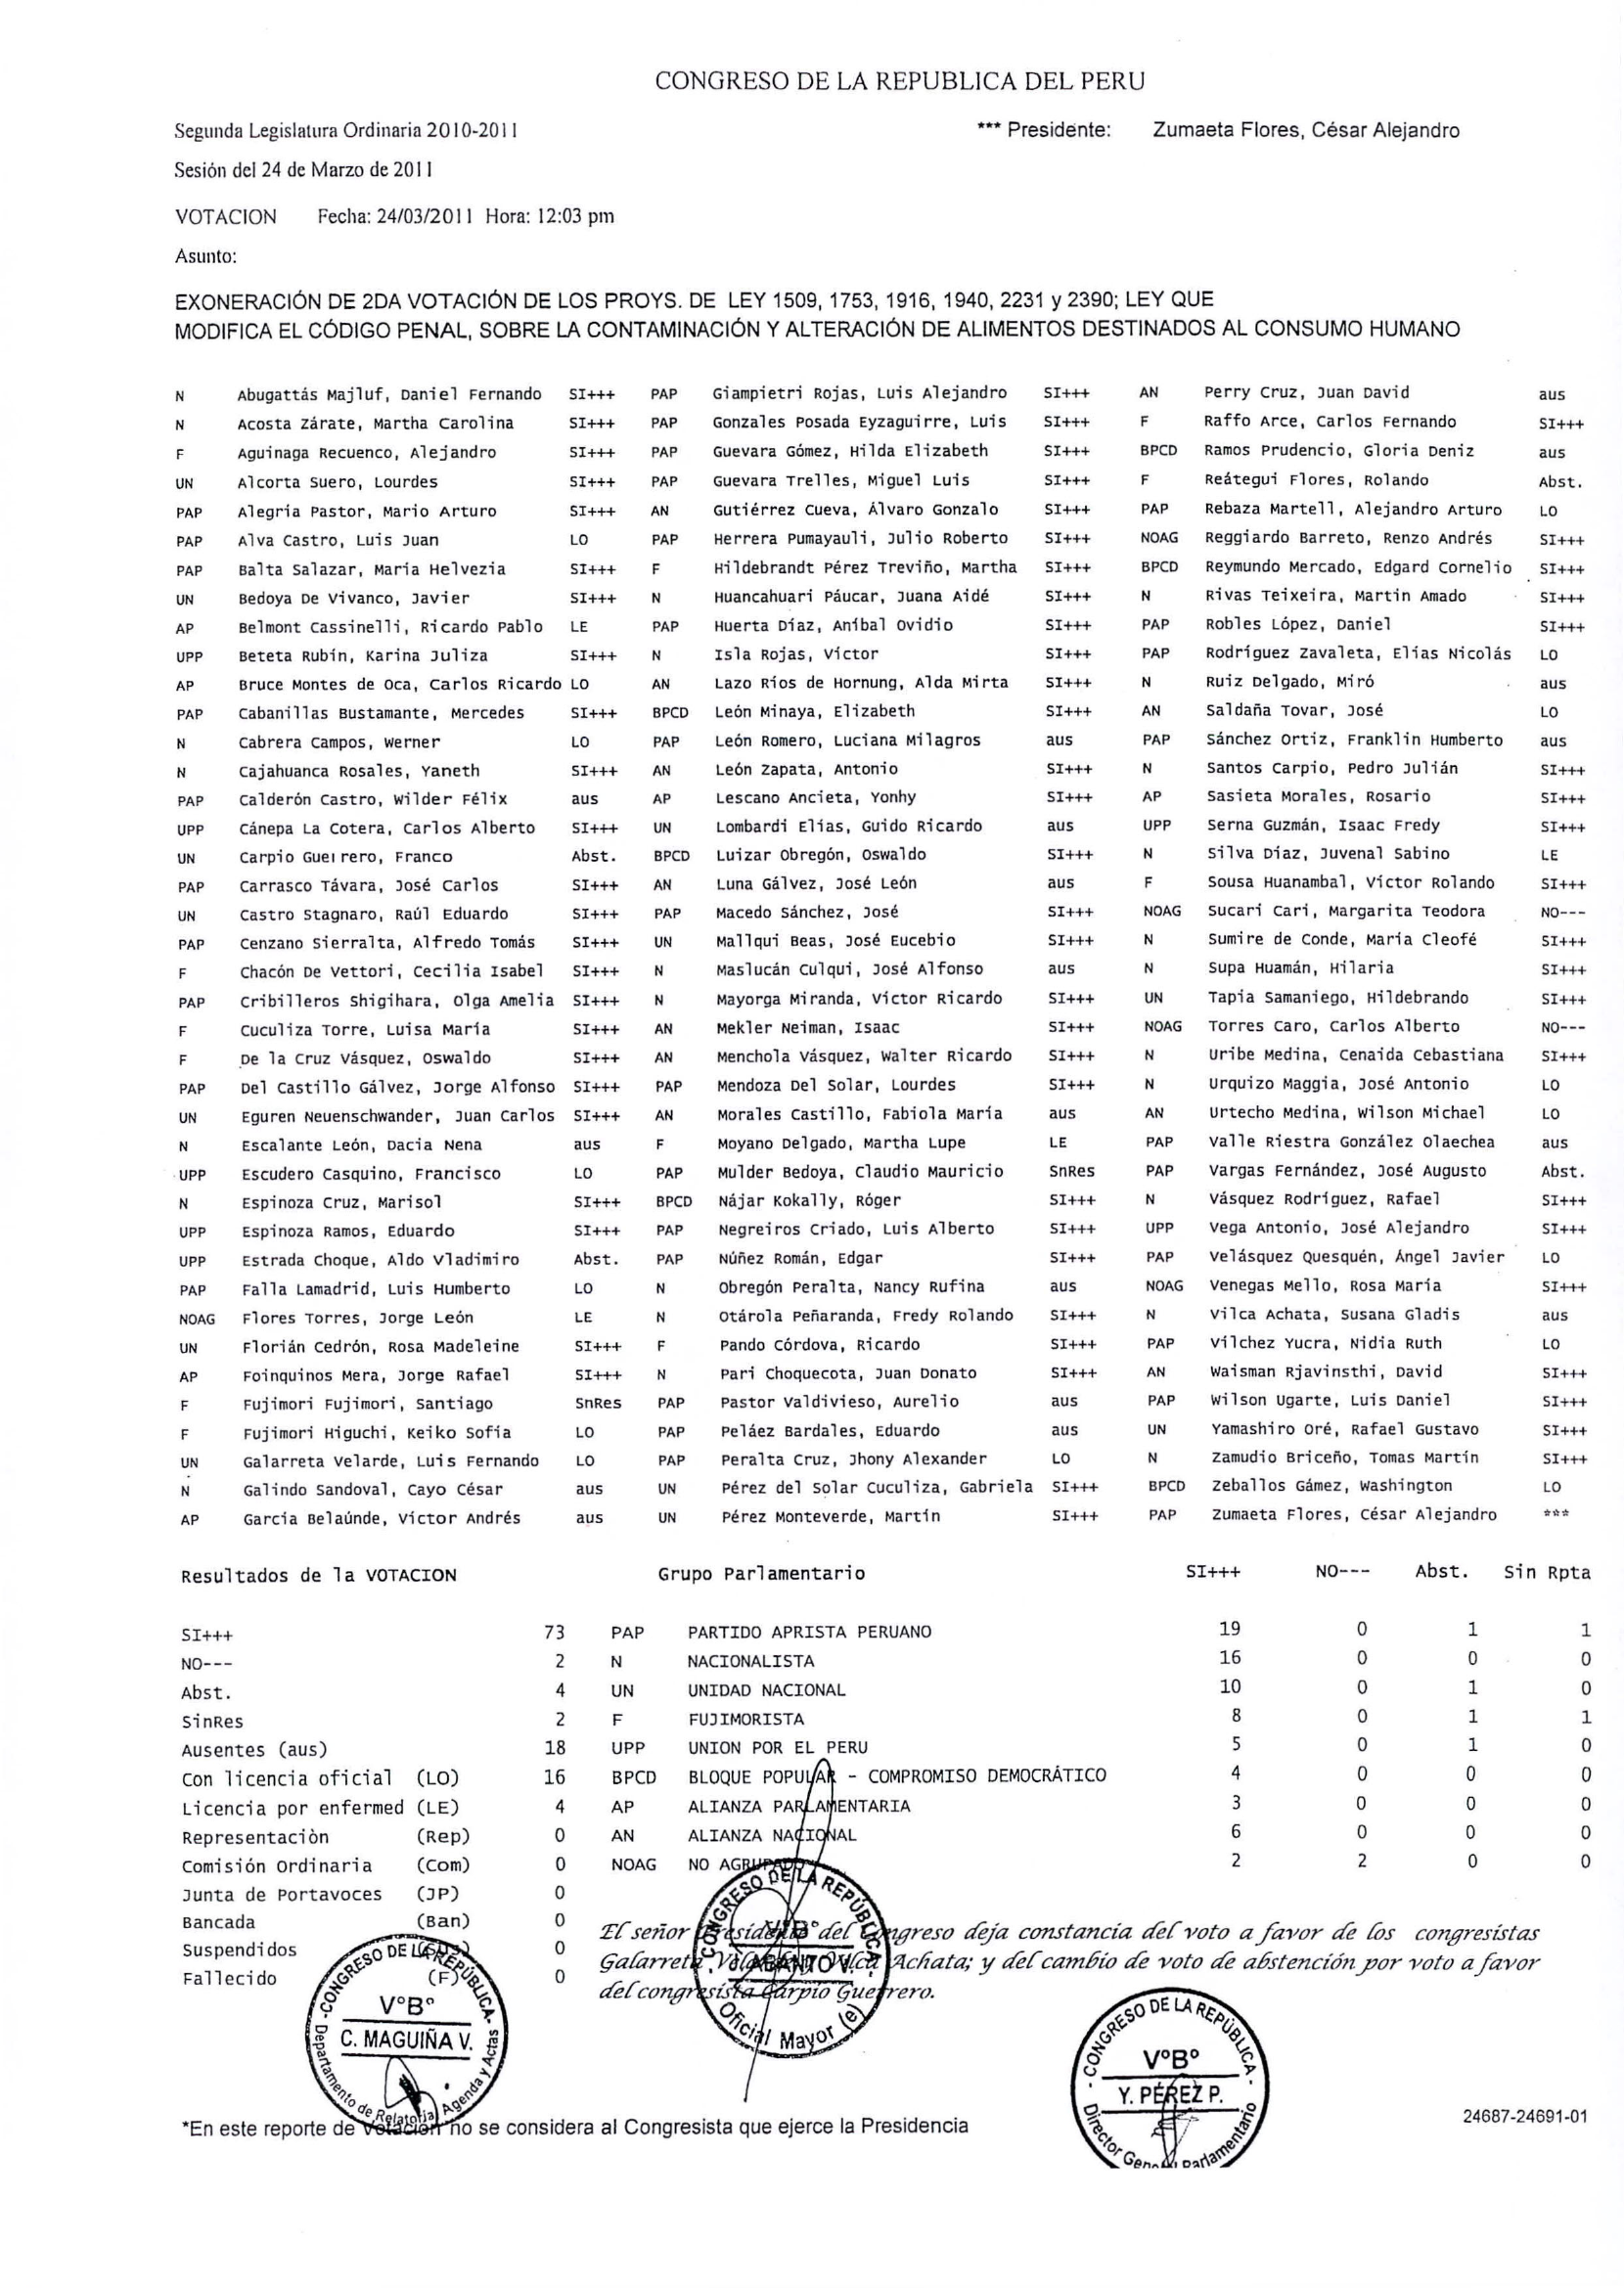 CONGRESO DE LA REPUBLICA DEL PERU
Segunda Legislatura Ordinaria 2010-2011 *** Presidente: Zumaeta Flores, César Alejandro
Sesión del 24 de Marzo de 2011
VOTACION Fecha: 24/03/2011 Hora: 12:03 pm
Asunto:
EXONERACIÓN DE 2DA VOTACIÓN DE LOS PROYS. DE LEY 1509, 1753, 1916, 1940, 2231 y 2390; LEY QUE
MODIFICA EL CÓDIGO PENAL, SOBRE LA CONTAMINACIÓN Y ALTERACIÓN DE ALIMENTOS DESTINADOS AL CONSUMO HUMANO
N Abugattás Majluf, Daniel Fernando SI+++ PAP Giampietri Rojas, Luis Alejandro SI+++ AN Perry Cruz, Juan David aus
N Acosta Zárate, Martha Carolina SI+++ PAP Gonzales Posada Eyzaguirre, Luis SI+++ F Raffo Arce, Carlos Fernando SI+++
F Aguinaga Recuenco, Alejandro SI+++ PAP Guevara Gómez, Hilda Elizabeth SI+++ BPCD Ramos Prudencio, Gloria Deniz aus
UN Alcorta Suero, Lourdes SI+++ PAP Guevara Trelles, Miguel Luis SI+++ F Reátegui Flores, Rolando Abst.
PAP Alegría Pastor, Mario Arturo SI+++ AN Gutiérrez Cueva, Álvaro Gonzalo SI+++ PAP Rebaza Martell, Alejandro Arturo LO
PAP Alva Castro, Luis Juan LO PAP Herrera Pumayauli, Julio Roberto SI+++ NOAG Reggiardo Barreto, Renzo Andrés SI+++
PAP Balta Salazar, María Helvezia SI+++ F Hildebrandt Pérez Treviño, Martha SI+++ BPCD Reymundo Mercado, Edgard Cornelio SI+++
UN Bedoya De Vivanco, Javier SI+++ N Huancahuari Páucar, Juana Aidé SI+++ N Rivas Teixeira, Martin Amado SI+++
AP Belmont Cassinelli, Ricardo Pablo LE PAP Huerta Díaz, Aníbal Ovidio SI+++ PAP Robles López, Daniel SI+++
UPP Beteta Rubín, Karina Juliza SI+++ N Isla Rojas, Víctor SI+++ PAP Rodríguez Zavaleta, Elías Nicolás LO
AP Bruce Montes de Oca, Carlos Ricardo LO AN Lazo Ríos de Hornung, Alda Mirta SI+++ N Ruiz Delgado, Miró aus
PAP Cabanillas Bustamante, Mercedes SI+++ BPCD León Minaya, Elizabeth SI+++ AN Saldaña Tovar, José LO
N Cabrera Campos, Werner LO PAP León Romero, Luciana Milagros aus PAP Sánchez Ortiz, Franklin Humberto aus
N Cajahuanca Rosales, Yaneth SI+++ AN León Zapata, Antonio SI+++ N Santos Carpio, Pedro Julián SI+++
PAP Calderón Castro, Wilder Félix aus AP Lescano Ancieta, Yonhy SI+++ AP Sasieta Morales, Rosario SI+++
UPP Cánepa La Cotera, Carlos Alberto SI+++ UN Lombardi Elías, Guido Ricardo aus UPP Serna Guzmán, Isaac Fredy SI+++
UN Carpio Guerrero, Franco Abst. BPCD Luizar Obregón, Oswaldo SI+++ N Silva Díaz, Juvenal Sabino LE
PAP Carrasco Távara, José Carlos SI+++ AN Luna Gálvez, José León aus F Sousa Huanambal, Víctor Rolando SI+++
UN Castro Stagnaro, Raúl Eduardo SI+++ PAP Macedo Sánchez, José SI+++ NOAG Sucari Cari, Margarita Teodora NO---
PAP Cenzano Sierralta, Alfredo Tomás SI+++ UN Mallqui Beas, José Eucebio SI+++ N Sumire de Conde, María Cleofé SI+++
F Chacón De Vettori, Cecilia Isabel SI+++ N Maslucán Culqui, José Alfonso aus N Supa Huamán, Hilaria SI+++
PAP Cribilleros Shigihara, Olga Amelia SI+++ N Mayorga Miranda, Víctor Ricardo SI+++ UN Tapia Samaniego, Hildebrando SI+++
F Cuculiza Torre, Luisa María SI+++ AN Mekler Neiman, Isaac SI+++ NOAG Torres Caro, Carlos Alberto NO---
F De la Cruz Vásquez, Oswaldo SI+++ AN Menchola Vásquez, Walter Ricardo SI+++ N Uribe Medina, Cenaida Cebastiana SI+++
PAP Del Castillo Gálvez, Jorge Alfonso SI+++ PAP Mendoza Del Solar, Lourdes SI+++ N Urquizo Maggia, José Antonio LO
UN Eguren Neuenschwander, Juan Carlos SI+++ AN Morales Castillo, Fabiola María aus AN Urtecho Medina, Wilson Michael LO
N Escalante León, Dacia Nena aus F Moyano Delgado, Martha Lupe LE PAP Valle Riestra González Olaechea aus
UPP Escudero Casquino, Francisco LO PAP Mulder Bedoya, Claudio Mauricio SnRes PAP Vargas Fernández, José Augusto Abst.
N Espinoza Cruz, Marisol SI+++ BPCD Nájar Kokally, Róger SI+++ N Vásquez Rodríguez, Rafael SI+++
UPP Espinoza Ramos, Eduardo SI+++ PAP Negreiros Criado, Luis Alberto SI+++ UPP Vega Antonio, José Alejandro SI+++
UPP Estrada Choque, Aldo Vladimiro Abst. PAP Núñez Román, Edgar SI+++ PAP Velásquez Quesquén, Ángel Javier LO
PAP Falla Lamadrid, Luis Humberto LO N Obregón Peralta, Nancy Rufina aus NOAG Venegas Mello, Rosa María SI+++
NOAG Flores Torres, Jorge León LE N Otárola Peñaranda, Fredy Rolando SI+++ N Vilca Achata, Susana Gladis aus
UN Florián Cedrón, Rosa Madeleine SI+++ F Pando Córdova, Ricardo SI+++ PAP Vilchez Yucra, Nidia Ruth LO
AP Foinquinos Mera, Jorge Rafael SI+++ N Pari Choquecota, Juan Donato SI+++ AN Waisman Rjavinsthi, David SI+++
F Fujimori Fujimori, Santiago SnRes PAP Pastor Valdivieso, Aurelio aus PAP Wilson Ugarte, Luis Daniel SI+++
F Fujimori Higuchi, Keiko Sofía LO PAP Peláez Bardales, Eduardo aus UN Yamashiro Oré, Rafael Gustavo SI+++
UN Galarreta Velarde, Luis Fernando LO PAP Peralta Cruz, Jhony Alexander LO N Zamudio Briceño, Tomas Martín SI+++
N Galindo Sandoval, Cayo César aus UN Pérez del Solar Cuculiza, Gabriela SI+++ BPCD Zeballos Gámez, Washington LO
AP García Belaúnde, Víctor Andrés aus UN Pérez Monteverde, Martín SI+++ PAP Zumaeta Flores, César Alejandro ***
Resultados de la VOTACION Grupo Parlamentario SI+++ NO--- Abst. Sin Rpta
SI+++ 73 PAP PARTIDO APRISTA PERUANO 19 0 1 1
NO--- 2 N NACIONALISTA 16 0 0 0
Abst. 4 UN UNIDAD NACIONAL 10 0 1 0
SinRes 2 F FUJIMORISTA 8 0 1 1
Ausentes (aus) 18 UPP UNION POR EL PERU 5 0 1 0
Con licencia oficial (LO) 16 BPCD BLOQUE POPULAR - COMPROMISO DEMOCRÁTICO 4 0 0 0
Licencia por enfermed (LE) 4 AP ALIANZA PARLAMENTARIA 3 0 0 0
Representaciòn (Rep) 0 AN ALIANZA NACIONAL 6 0 0 0
Comisión Ordinaria (Com) 0 NOAG NO AGRUPADO 2 2 0 0
Junta de Portavoces (JP) 0
Bancada (Ban) 0
Suspendidos 0
Fallecido (F) 0
El señor Presidente del Congreso deja constancia del voto a favor de los congresistas
Galarreta Velarde y Vilca Achata; y del cambio de voto de abstención por voto a favor
del congresista Carpio Guerrero.
CONGRESO DE LA REPÚBLICA
V°B°
J. ABANTO V.
Oficial Mayor (e)
CONGRESO DE LA REPÚBLICA
V°B°
C. MAGUIÑA V.
Departamento de Relatoría, Agenda y Actas
CONGRESO DE LA REPÚBLICA
V°B°
Y. PÉREZ P.
Director General Parlamentario
*En este reporte de votación no se considera al Congresista que ejerce la Presidencia
24687-24691-01